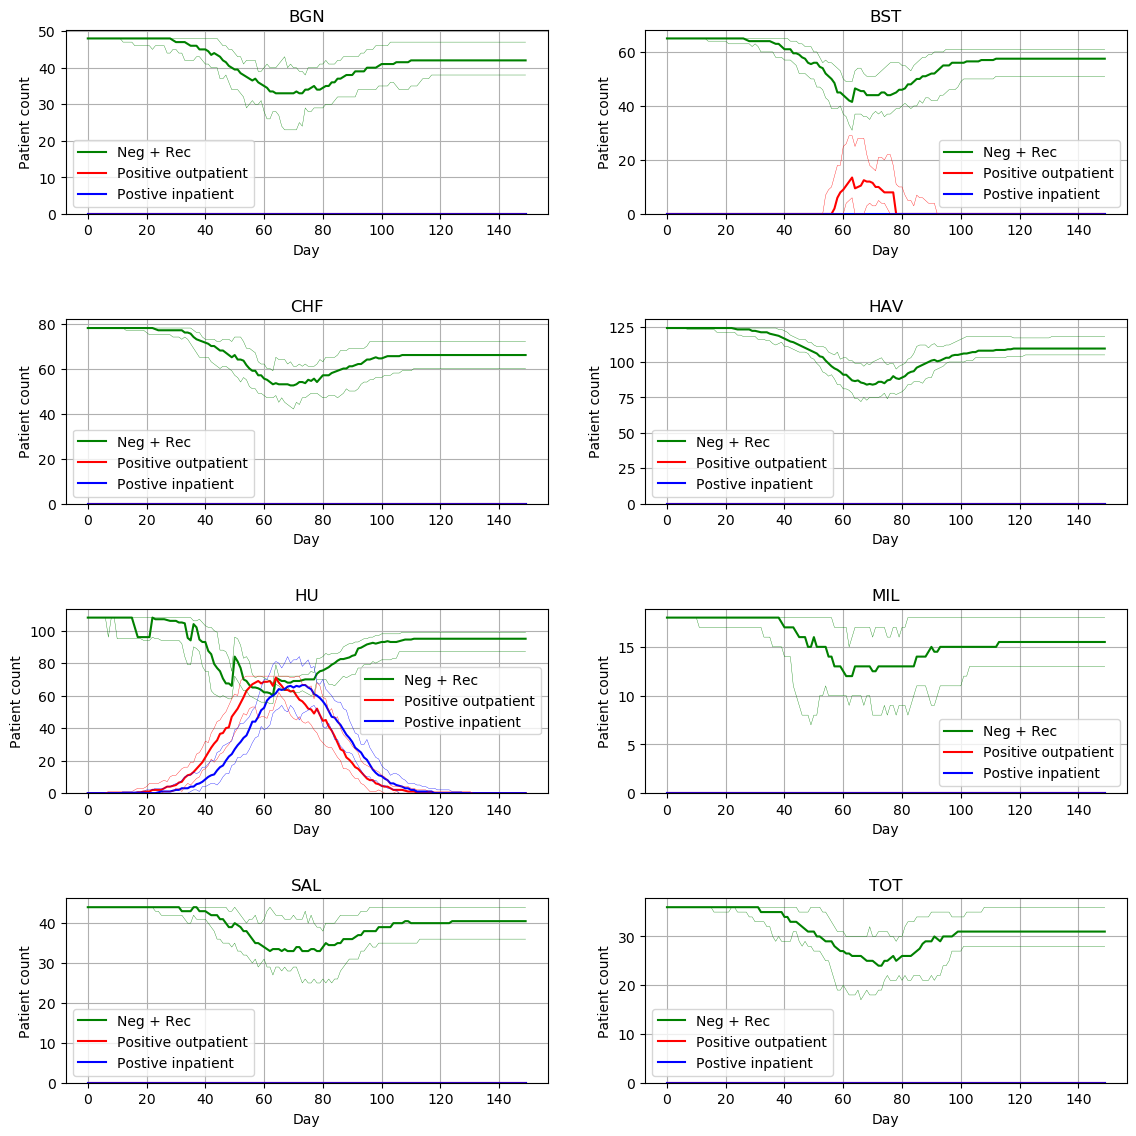 BGN
50
40
30
20
10
0
Patient count
Neg + Rec
Positive outpatient
Postive inpatient
0 20 40 60 80 100 120 140
Day
BST
60
40
20
0
Patient count
Neg + Rec
Positive outpatient
Postive inpatient
0 20 40 60 80 100 120 140
Day
CHF
80
60
40
20
0
Patient count
Neg + Rec
Positive outpatient
Postive inpatient
0 20 40 60 80 100 120 140
Day
HAV
125
100
75
50
25
0
Patient count
Neg + Rec
Positive outpatient
Postive inpatient
0 20 40 60 80 100 120 140
Day
HU
100
80
60
40
20
0
Patient count
Neg + Rec
Positive outpatient
Postive inpatient
0 20 40 60 80 100 120 140
Day
MIL
15
10
5
0
Patient count
Neg + Rec
Positive outpatient
Postive inpatient
0 20 40 60 80 100 120 140
Day
SAL
40
30
20
10
0
Patient count
Neg + Rec
Positive outpatient
Postive inpatient
0 20 40 60 80 100 120 140
Day
TOT
30
20
10
0
Patient count
Neg + Rec
Positive outpatient
Postive inpatient
0 20 40 60 80 100 120 140
Day